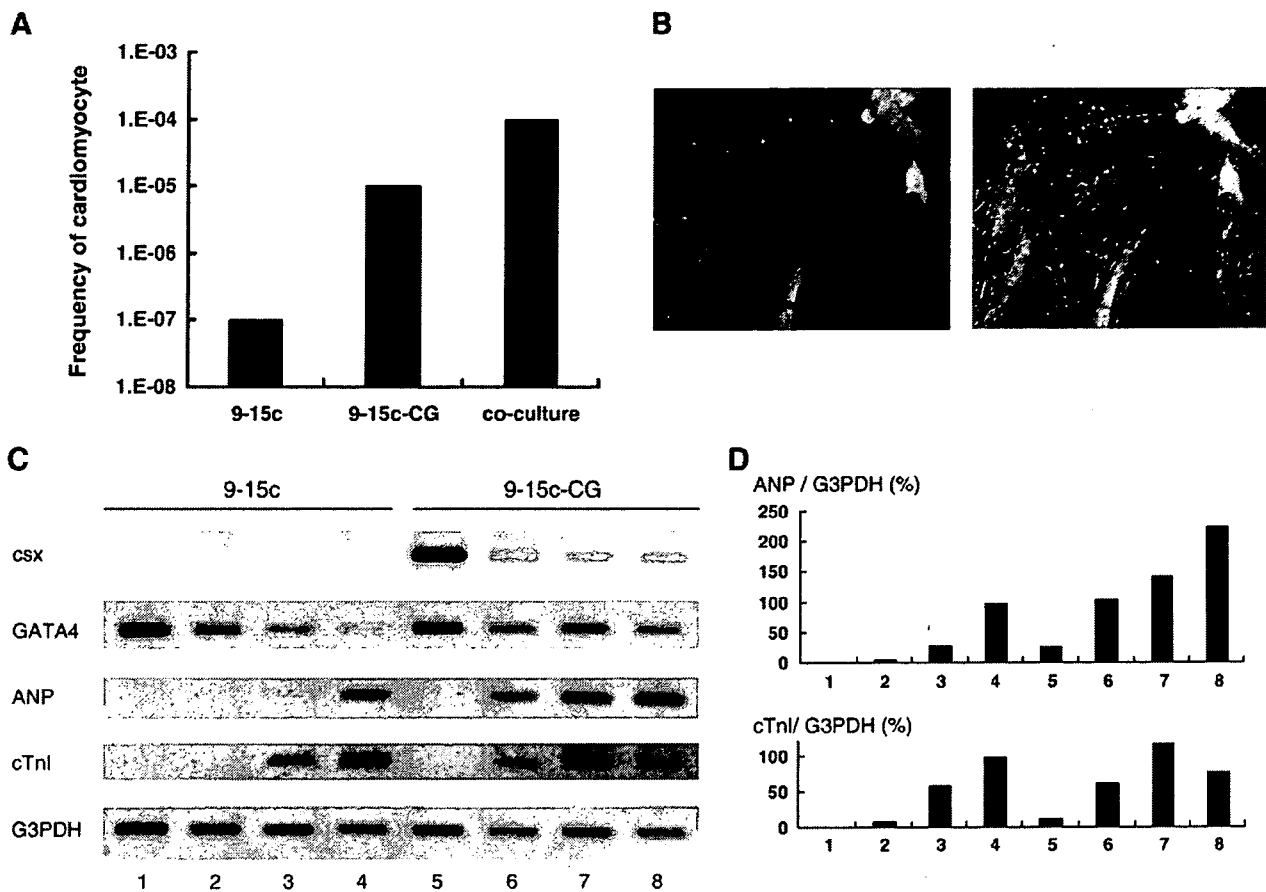 A
Frequency of cardiomyocyte
1.E-03
1.E-04
1.E-05
1.E-06
1.E-07
1.E-08
9-15c 9-15c-CG co-culture
B
C
9-15c 9-15c-CG
csx
GATA4
ANP
cTnI
G3PDH
1 2 3 4 5 6 7 8
D
ANP / G3PDH (%)
250
200
150
100
50
0
1 2 3 4 5 6 7 8
cTnI/ G3PDH (%)
100
50
0
1 2 3 4 5 6 7 8